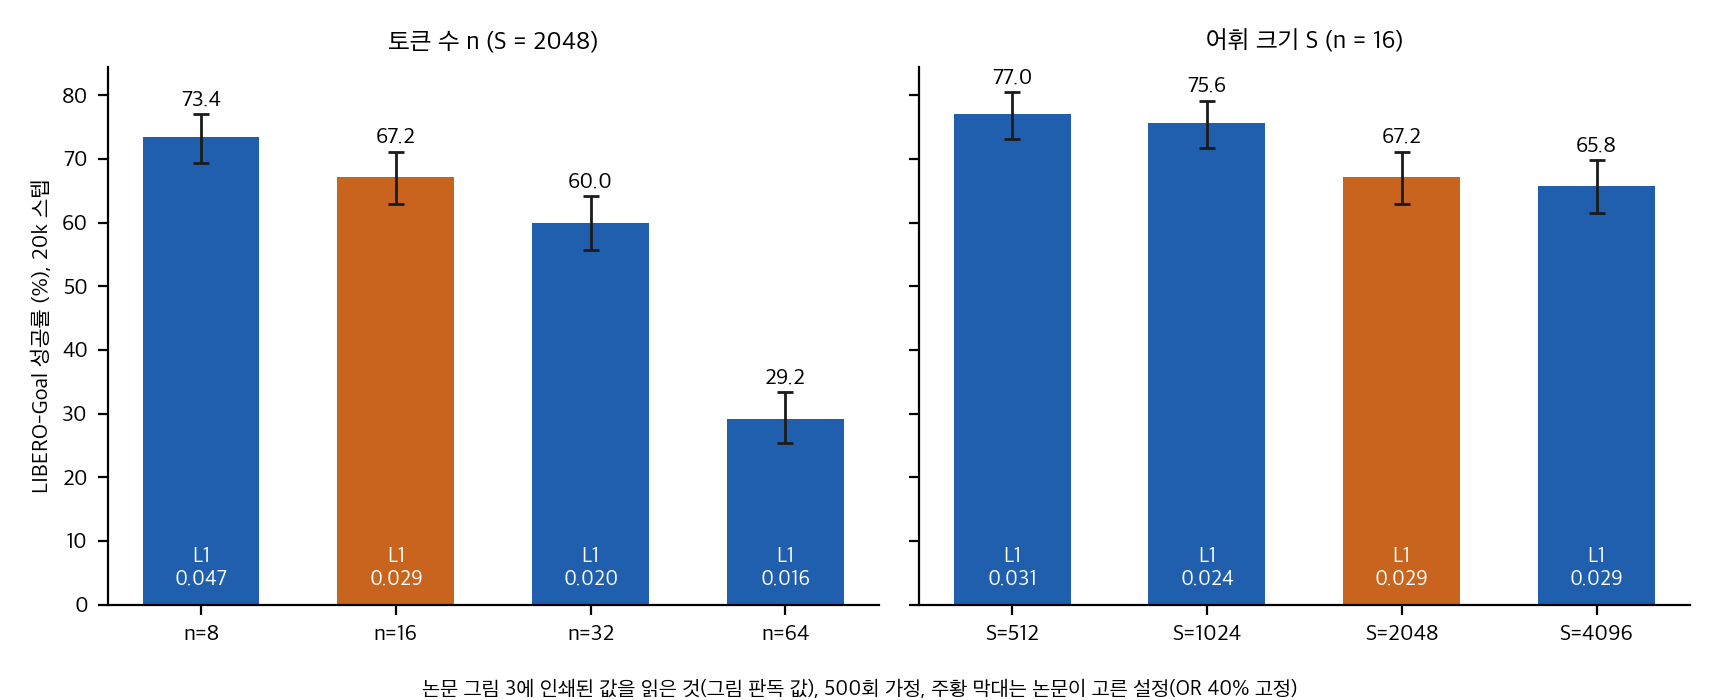 토큰 수 n (S = 2048)
어휘 크기 S (n = 16)
LIBERO-Goal 성공률 (%), 20k 스텝
80
70
60
50
40
30
20
10
0
73.4
67.2
60.0
29.2
L1
0.047
L1
0.029
L1
0.020
L1
0.016
n=8
n=16
n=32
n=64
77.0
75.6
67.2
65.8
L1
0.031
L1
0.024
L1
0.029
L1
0.029
S=512
S=1024
S=2048
S=4096
논문 그림 3에 인쇄된 값을 읽은 것(그림 판독 값), 500회 가정, 주황 막대는 논문이 고른 설정(OR 40% 고정)